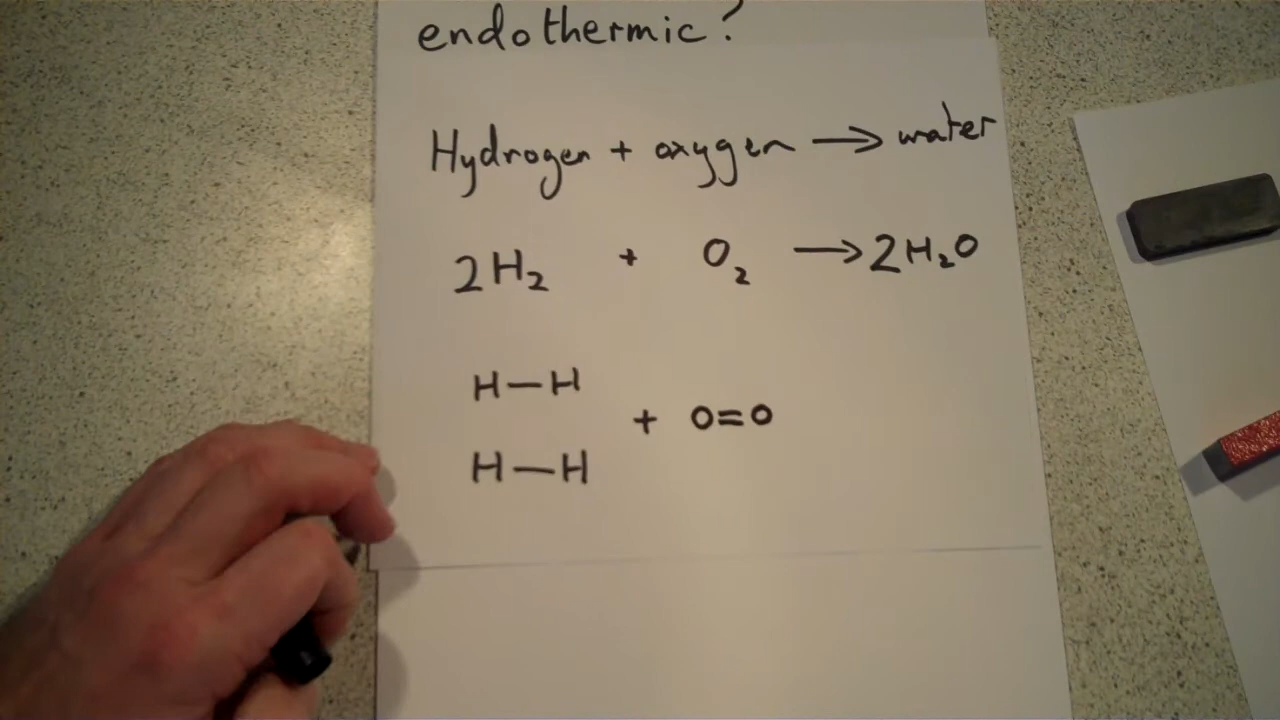 endothermic?
Hydrogen + oxygen → water
2H₂ + O₂ → 2H₂O
H—H
+ O=O
H—H